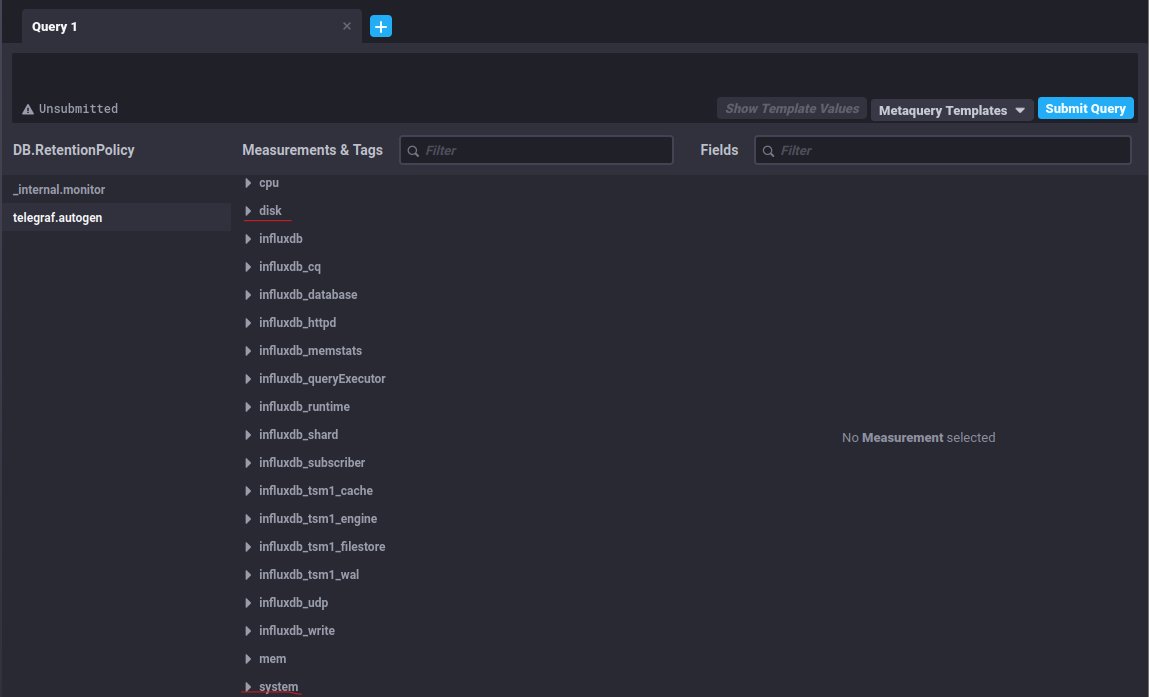 Query 1
Unsubmitted
Show Template Values
Metaquery Templates
Submit Query
DB.RetentionPolicy
Measurements & Tags
Filter
Fields
Filter
_internal.monitor
telegraf.autogen
cpu
disk
influxdb
influxdb_cq
influxdb_database
influxdb_httpd
influxdb_memstats
influxdb_queryExecutor
influxdb_runtime
influxdb_shard
influxdb_subscriber
influxdb_tsm1_cache
influxdb_tsm1_engine
influxdb_tsm1_filestore
influxdb_tsm1_wal
influxdb_udp
influxdb_write
mem
system
No Measurement selected